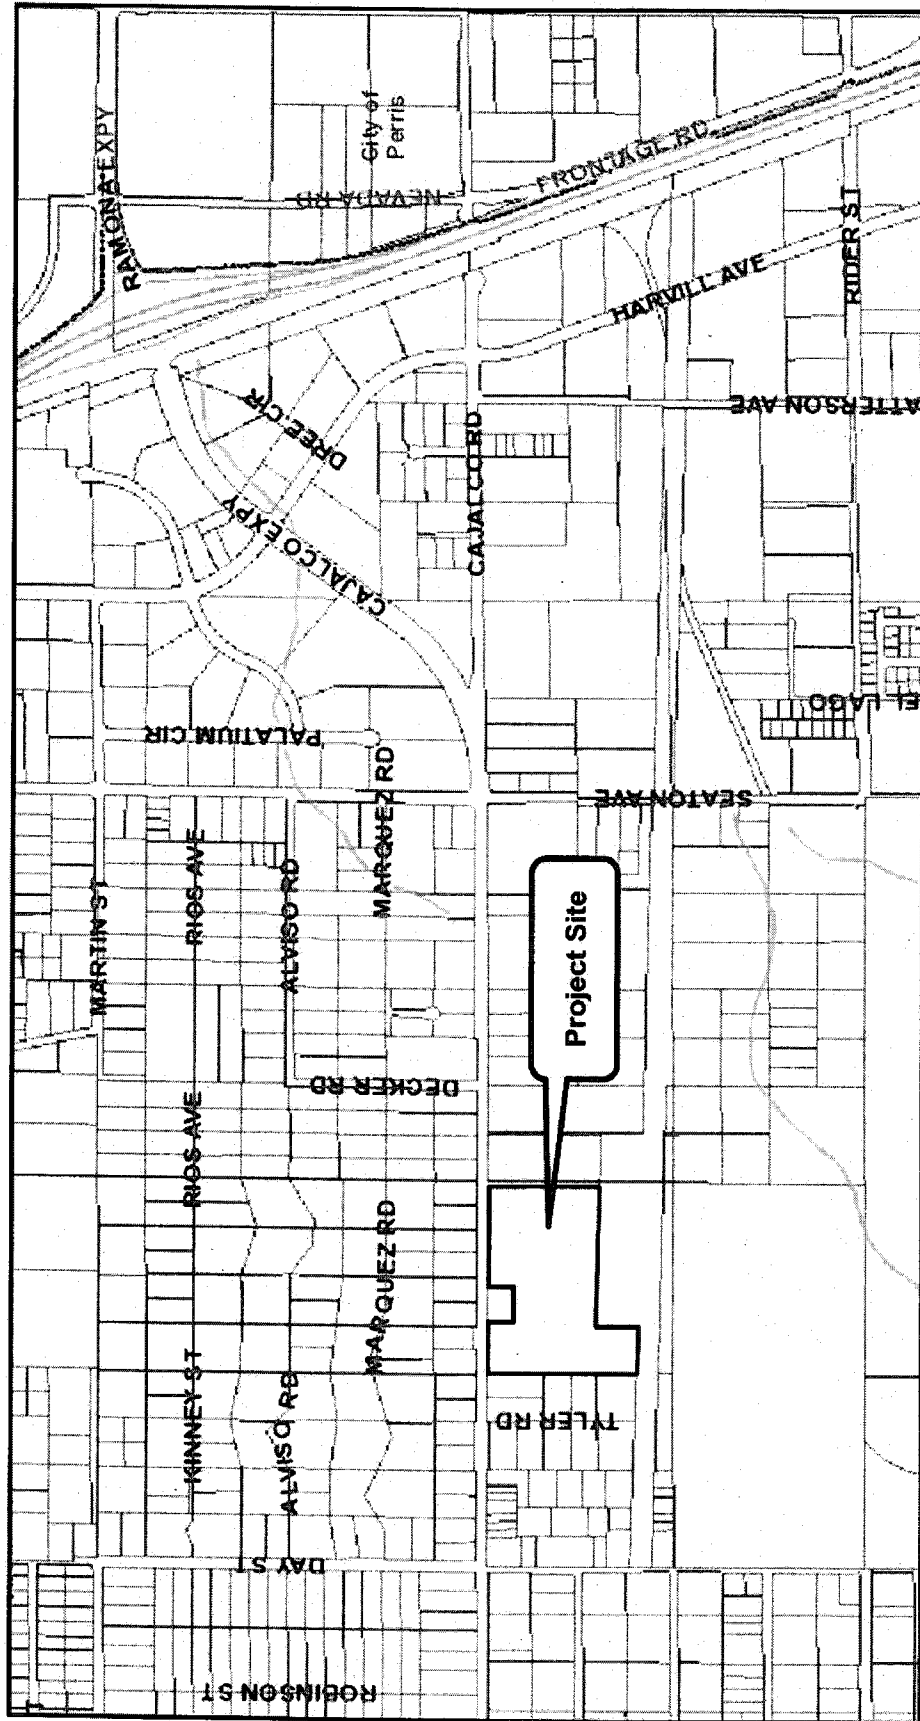 MARTIN ST
RAMONA EXPY
KINNEY ST
RIOS AVE
RIOS AVE
PALATIUM CIR
ROBINSON ST
DAY ST
ALVISO RD
ALVISO RD
CAJALCO EXPY
DREE CIR
MARQUEZ RD
DECKER RD
MARQUEZ RD
NEVADA RD
City of
Perris
CAJALCO RD
TYLER RD
Project Site
FRONTAGE RD
SEATON AVE
HARVILL AVE
EL LAGO
ATTERSON AVE
RIDER ST